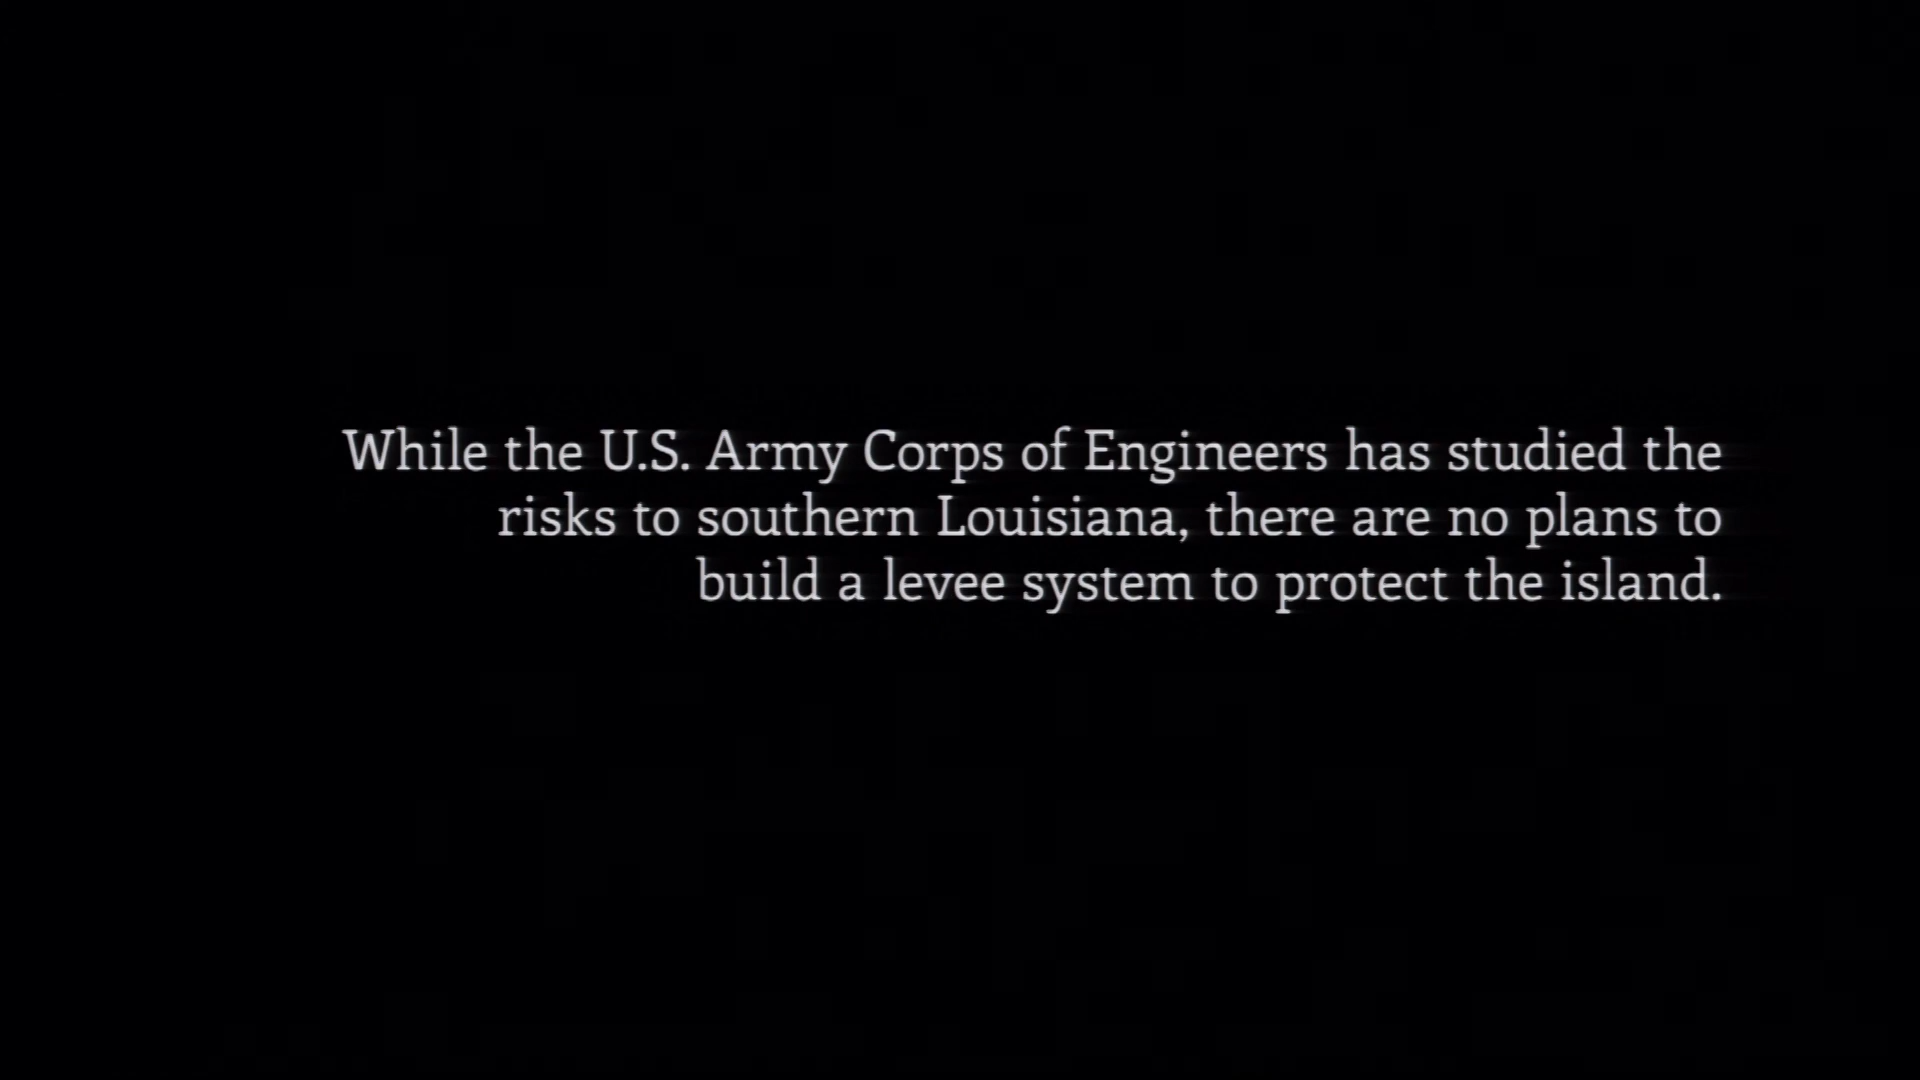 While the U.S. Army Corps of Engineers has studied the
risks to southern Louisiana, there are no plans to
build a levee system to protect the island.